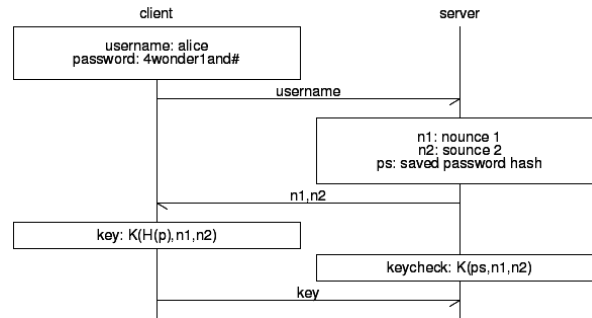 client
server
username: alice
password: 4wonder1and#
username
n1: nounce 1
n2: sounce 2
ps: saved password hash
n1,n2
key: K(H(p),n1,n2)
keycheck: K(ps,n1,n2)
key